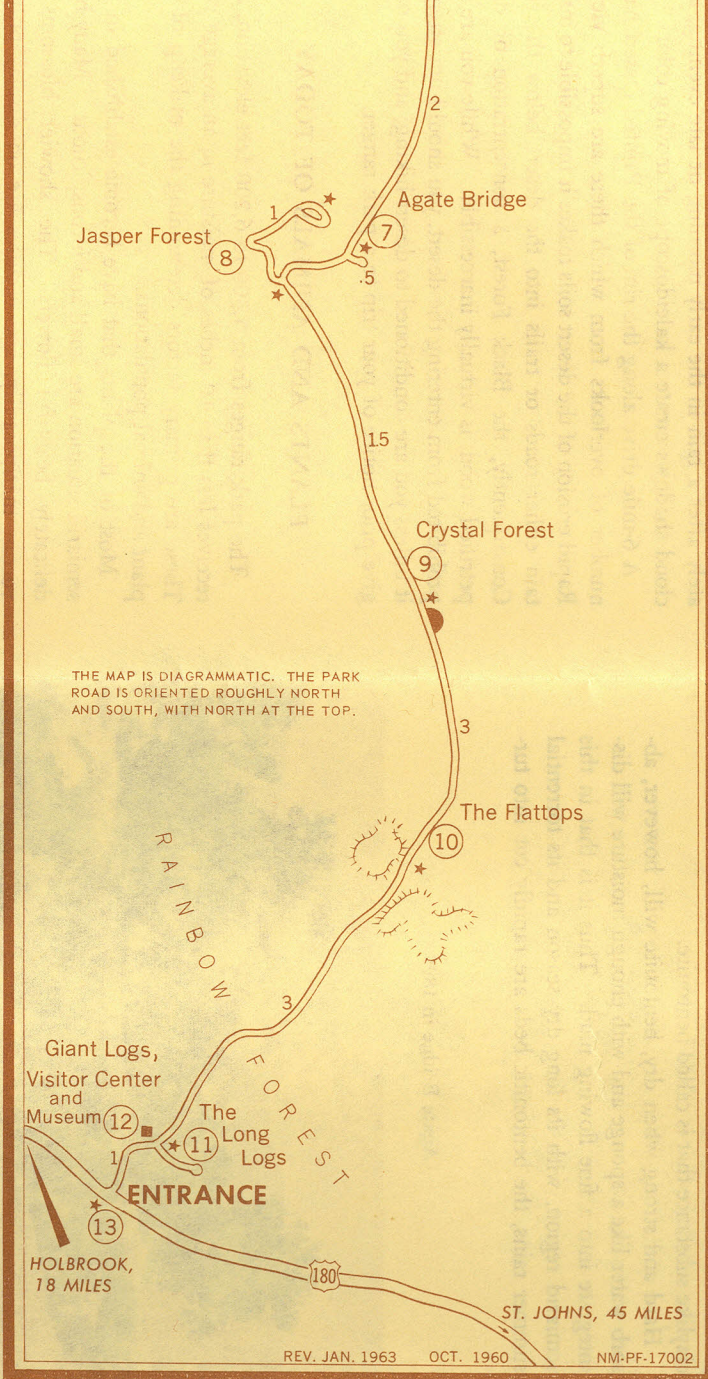 2
Agate Bridge
7
1
Jasper Forest
8
.5
1.5
Crystal Forest
9
THE MAP IS DIAGRAMMATIC. THE PARK
ROAD IS ORIENTED ROUGHLY NORTH
AND SOUTH, WITH NORTH AT THE TOP.
3
The Flattops
10
RAINBOW
FOREST
3
Giant Logs,
Visitor Center
and
Museum 12
The
11 Long
Logs
1
ENTRANCE
13
HOLBROOK,
18 MILES
180
ST. JOHNS, 45 MILES
REV. JAN. 1963 OCT. 1960 NM-PF-17002